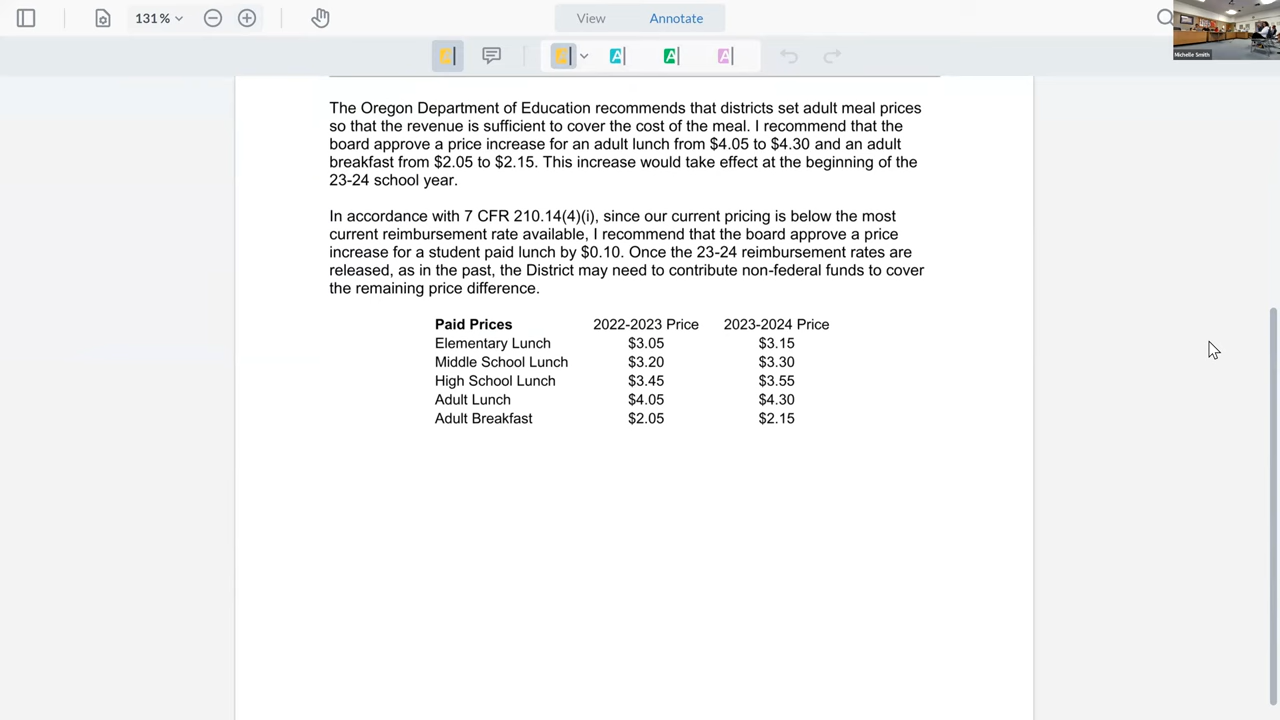 131%
View
Annotate
Michelle Smith
The Oregon Department of Education recommends that districts set adult meal prices
so that the revenue is sufficient to cover the cost of the meal. I recommend that the
board approve a price increase for an adult lunch from $4.05 to $4.30 and an adult
breakfast from $2.05 to $2.15. This increase would take effect at the beginning of the
23-24 school year.
In accordance with 7 CFR 210.14(4)(i), since our current pricing is below the most
current reimbursement rate available, I recommend that the board approve a price
increase for a student paid lunch by $0.10. Once the 23-24 reimbursement rates are
released, as in the past, the District may need to contribute non-federal funds to cover
the remaining price difference.
Paid Prices 2022-2023 Price 2023-2024 Price
Elementary Lunch $3.05 $3.15
Middle School Lunch $3.20 $3.30
High School Lunch $3.45 $3.55
Adult Lunch $4.05 $4.30
Adult Breakfast $2.05 $2.15